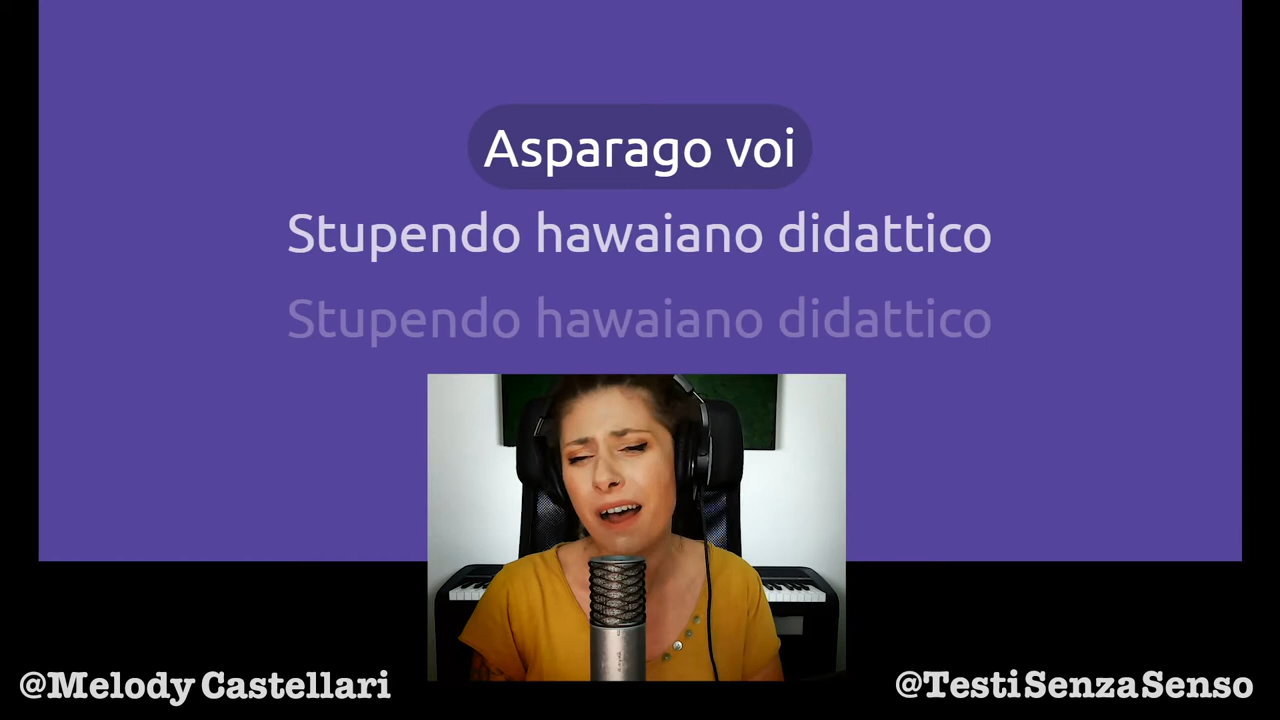 Asparago voi
Stupendo hawaiano didattico
Stupendo hawaiano didattico
@Melody Castellari
@TestiSenzaSenso